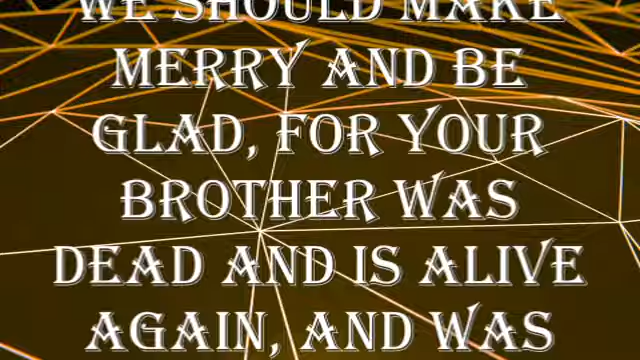 WE SHOULD MAKE
MERRY AND BE
GLAD, FOR YOUR
BROTHER WAS
DEAD AND IS ALIVE
AGAIN, AND WAS